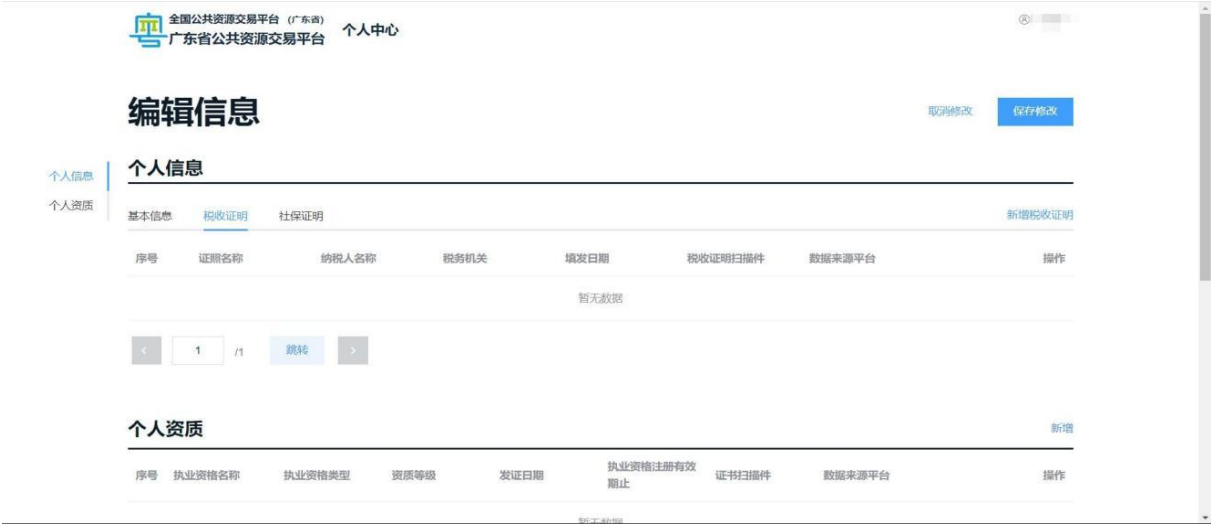 全国公共资源交易平台 (广东省)
广东省公共资源交易平台
个人中心
编辑信息
取消修改
保存修改
个人信息
个人资质
个人信息
基本信息 税收证明 社保证明 新增税收证明
序号 证照名称 纳税人名称 税务机关 填发日期 税收证明扫描件 数据来源平台 操作
暂无数据
< 1 /1 跳转 >
个人资质 新增
序号 执业资格名称 执业资格类型 资质等级 发证日期 执业资格注册有效期止 证书扫描件 数据来源平台 操作
暂无数据